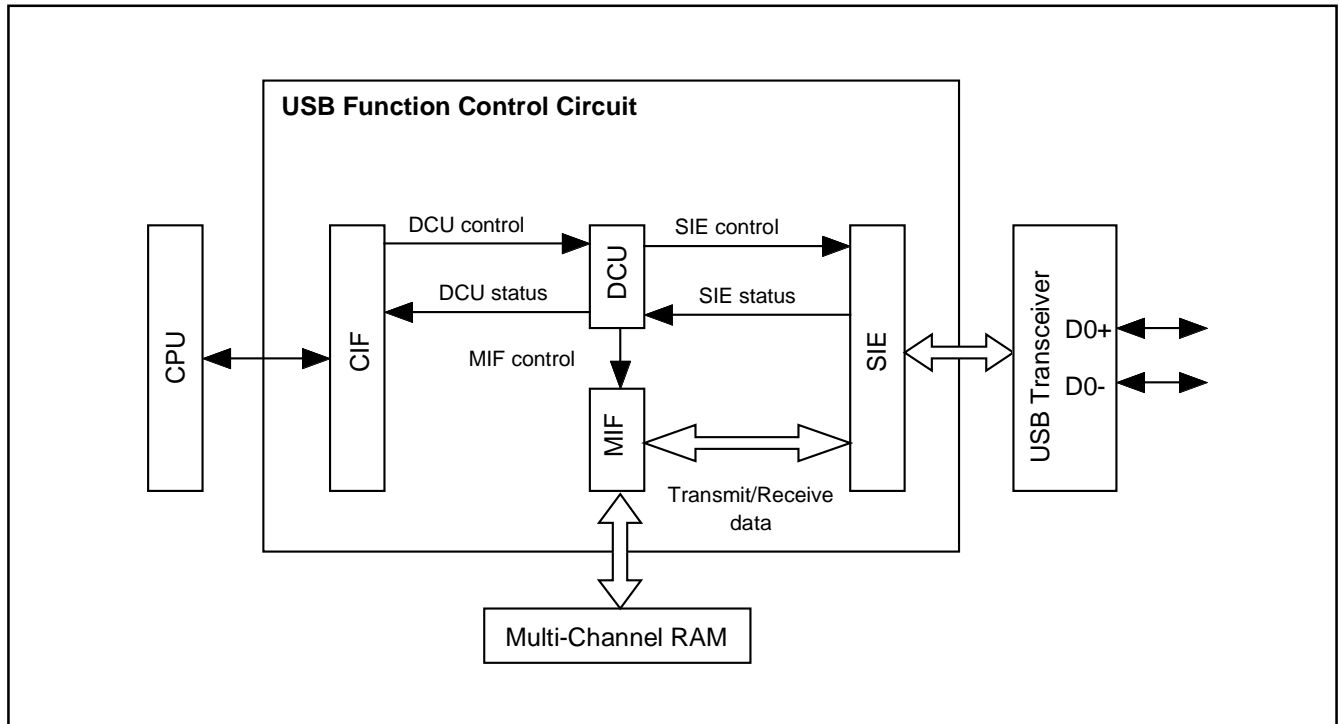 USB Function Control Circuit
DCU control
SIE control
DCU status
SIE status
MIF control
CPU
CIF
DCU
MIF
SIE
USB Transceiver
D0+
D0-
Transmit/Receive
data
Multi-Channel RAM